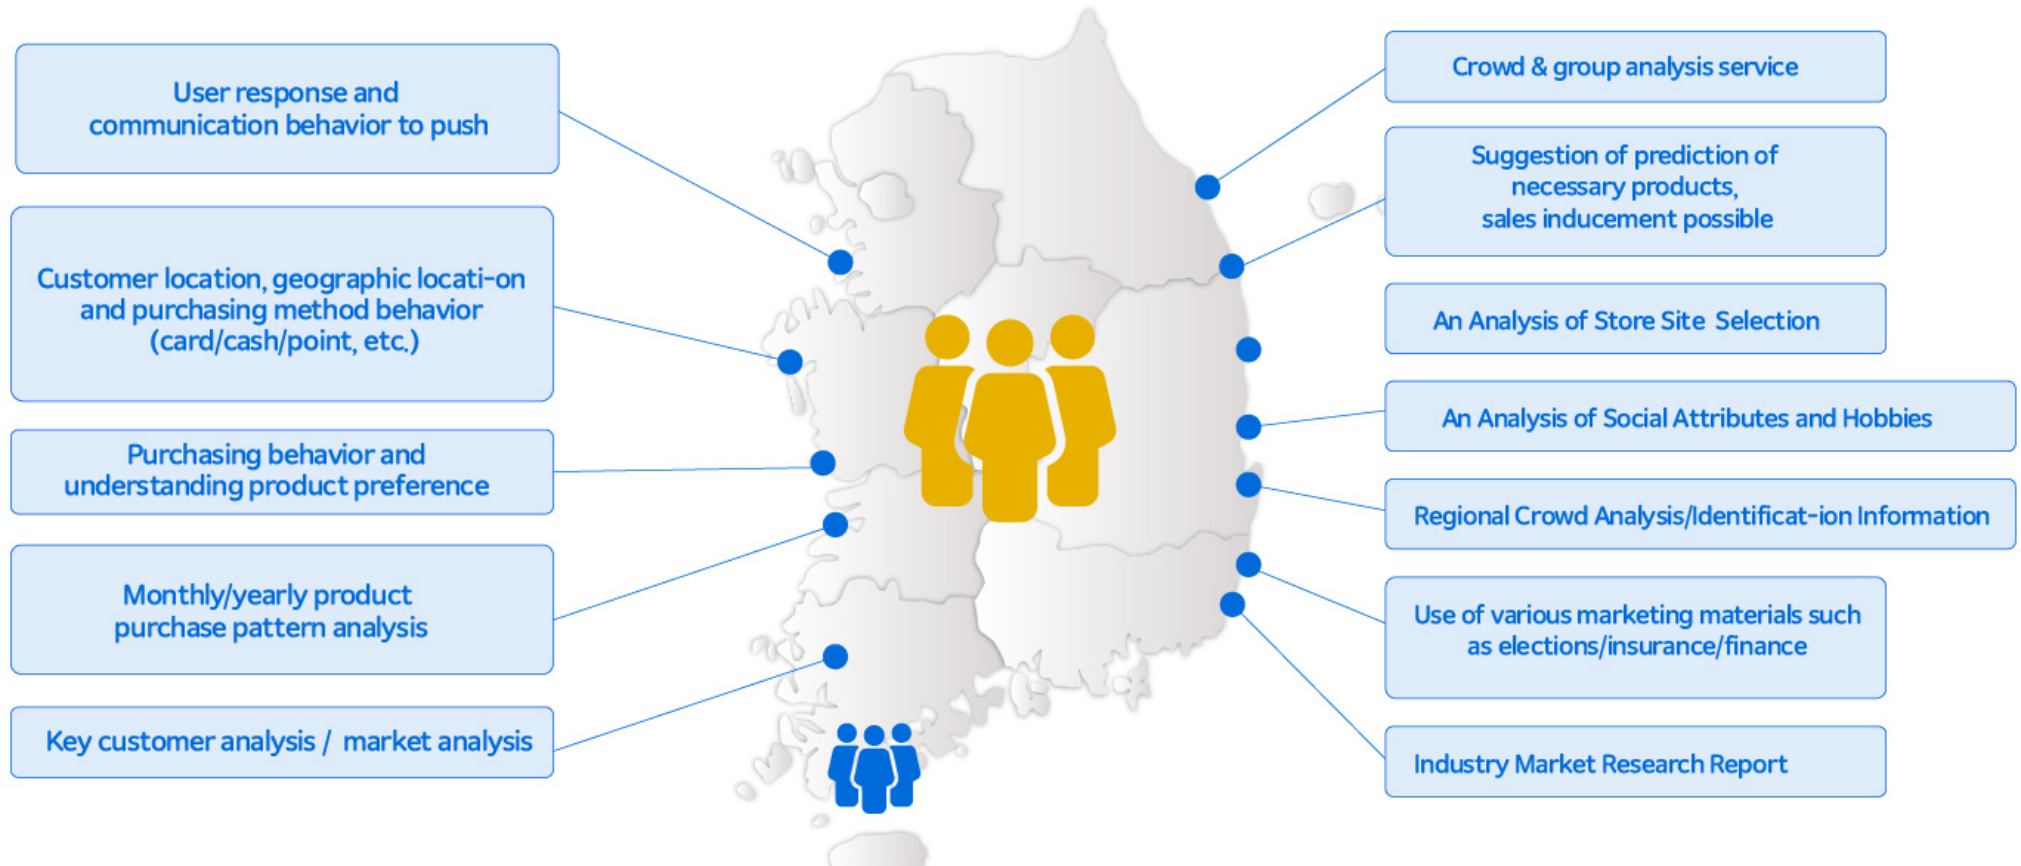 User response and
communication behavior to push
Customer location, geographic locati-on
and purchasing method behavior
(card/cash/point, etc.)
Purchasing behavior and
understanding product preference
Monthly/yearly product
purchase pattern analysis
Key customer analysis / market analysis
Crowd & group analysis service
Suggestion of prediction of
necessary products,
sales inducement possible
An Analysis of Store Site Selection
An Analysis of Social Attributes and Hobbies
Regional Crowd Analysis/Identificat-ion Information
Use of various marketing materials such
as elections/insurance/finance
Industry Market Research Report